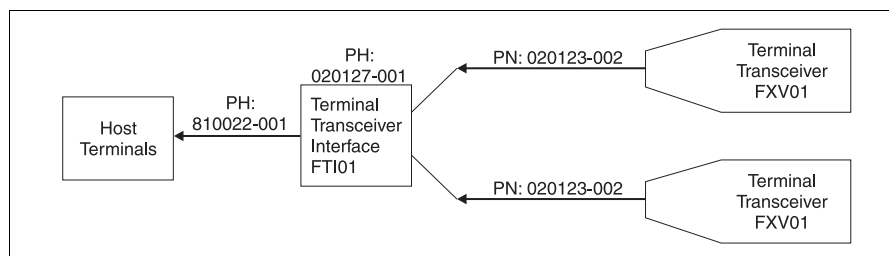 PH:
020127-001
PN: 020123-002
Terminal
Transceiver
FXV01
PH:
810022-001
Host
Terminals
Terminal
Transceiver
Interface
FTI01
PN: 020123-002
Terminal
Transceiver
FXV01